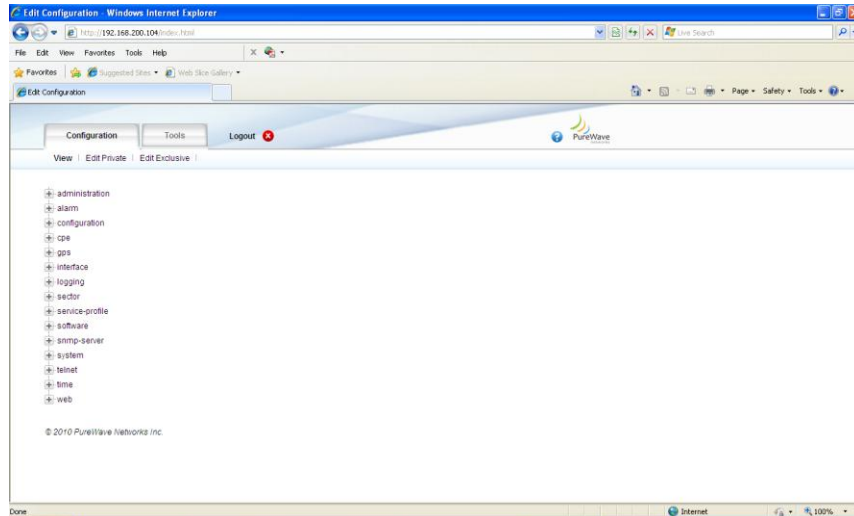 Edit Configuration - Windows Internet Explorer
http://192.168.200.104/index.html
Live Search
File Edit View Favorites Tools Help
X
Favorites Suggested Sites Web Slice Gallery
Edit Configuration
Page Safety Tools
Configuration Tools Logout PureWave
View | Edit Private | Edit Exclusive |
administration
alarm
configuration
cpe
gps
interface
logging
sector
service-profile
software
snmp-server
system
telnet
time
web
© 2010 PureWave Networks Inc.
Done Internet 100%